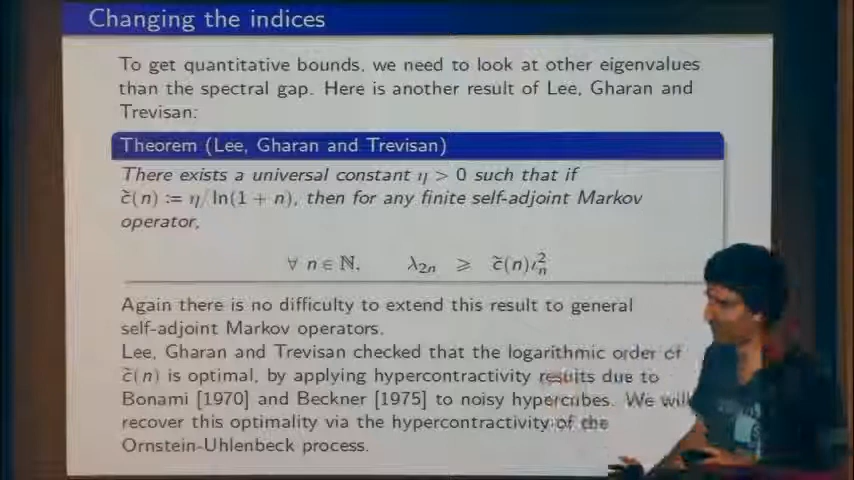 Changing the indices
To get quantitative bounds, we need to look at other eigenvalues
than the spectral gap. Here is another result of Lee, Gharan and
Trevisan:
Theorem (Lee, Gharan and Trevisan)
There exists a universal constant η > 0 such that if
c̃(n) := η/ln(1 + n), then for any finite self-adjoint Markov
operator,
∀ n ∈ ℕ, λ₂ₙ ⩾ c̃(n)ιₙ²
Again there is no difficulty to extend this result to general
self-adjoint Markov operators.
Lee, Gharan and Trevisan checked that the logarithmic order of
c̃(n) is optimal, by applying hypercontractivity results due to
Bonami [1970] and Beckner [1975] to noisy hypercubes. We will
recover this optimality via the hypercontractivity of the
Ornstein-Uhlenbeck process.